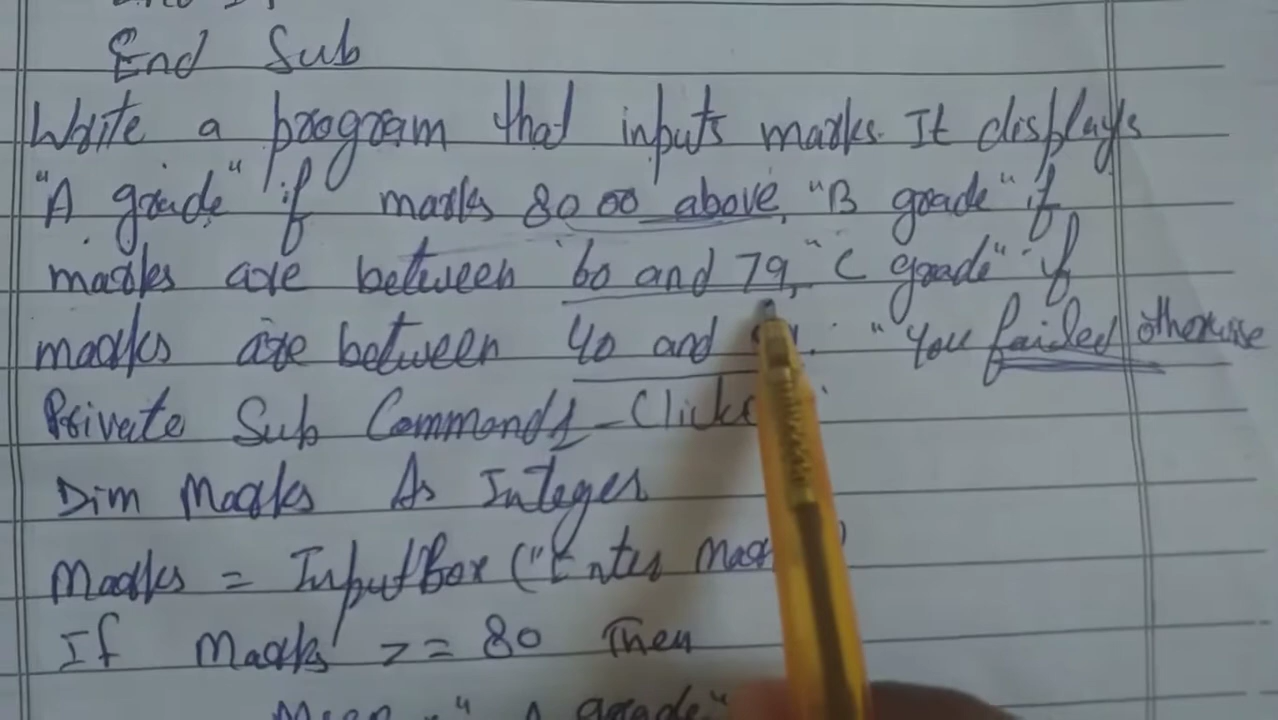 End Sub
Write a program that inputs marks. It displays
"A grade" if marks 80 or above, "B grade" if
marks are between 60 and 79, "C grade" if
marks are between 40 and "You failed otherwise
Private Sub Command1_Click
Dim Marks As Integer
Marks = InputBox ("Enter
If Marks >= 80 Then
"A grade"